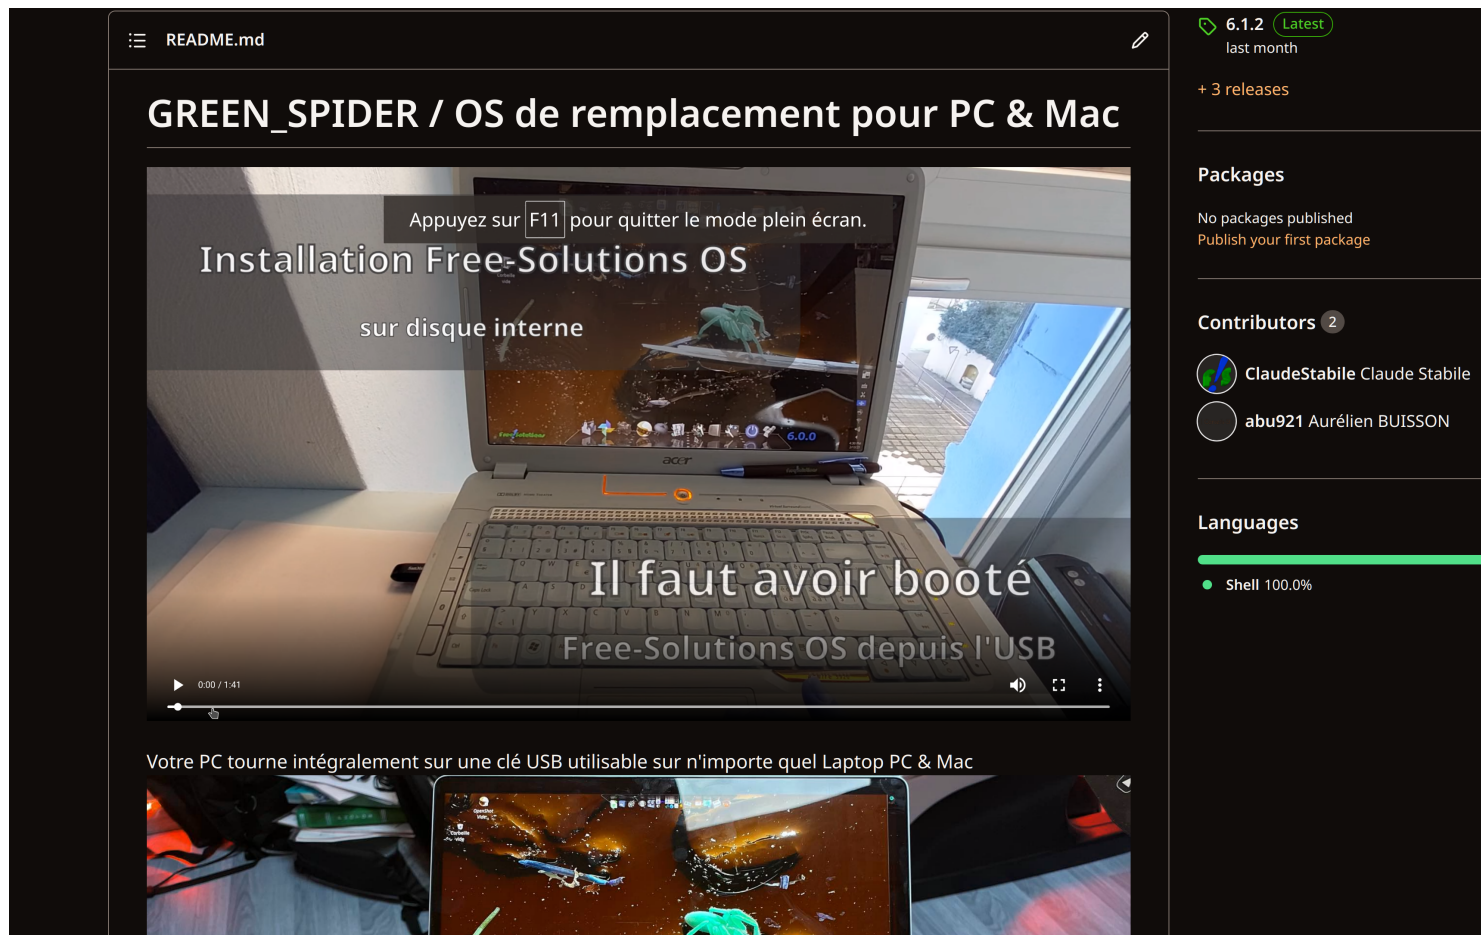 README.md
GREEN_SPIDER / OS de remplacement pour PC & Mac
Appuyez sur F11 pour quitter le mode plein écran.
Installation Free-Solutions OS
sur disque interne
6.0.0
acer
Il faut avoir booté
Free-Solutions OS depuis l'USB
0:00 / 1:41
Votre PC tourne intégralement sur une clé USB utilisable sur n'importe quel Laptop PC & Mac
OpenShot
Corbeille
vide
6.1.2 Latest
last month
+ 3 releases
Packages
No packages published
Publish your first package
Contributors 2
ClaudeStabile Claude Stabile
abu921 Aurélien BUISSON
Languages
Shell 100.0%